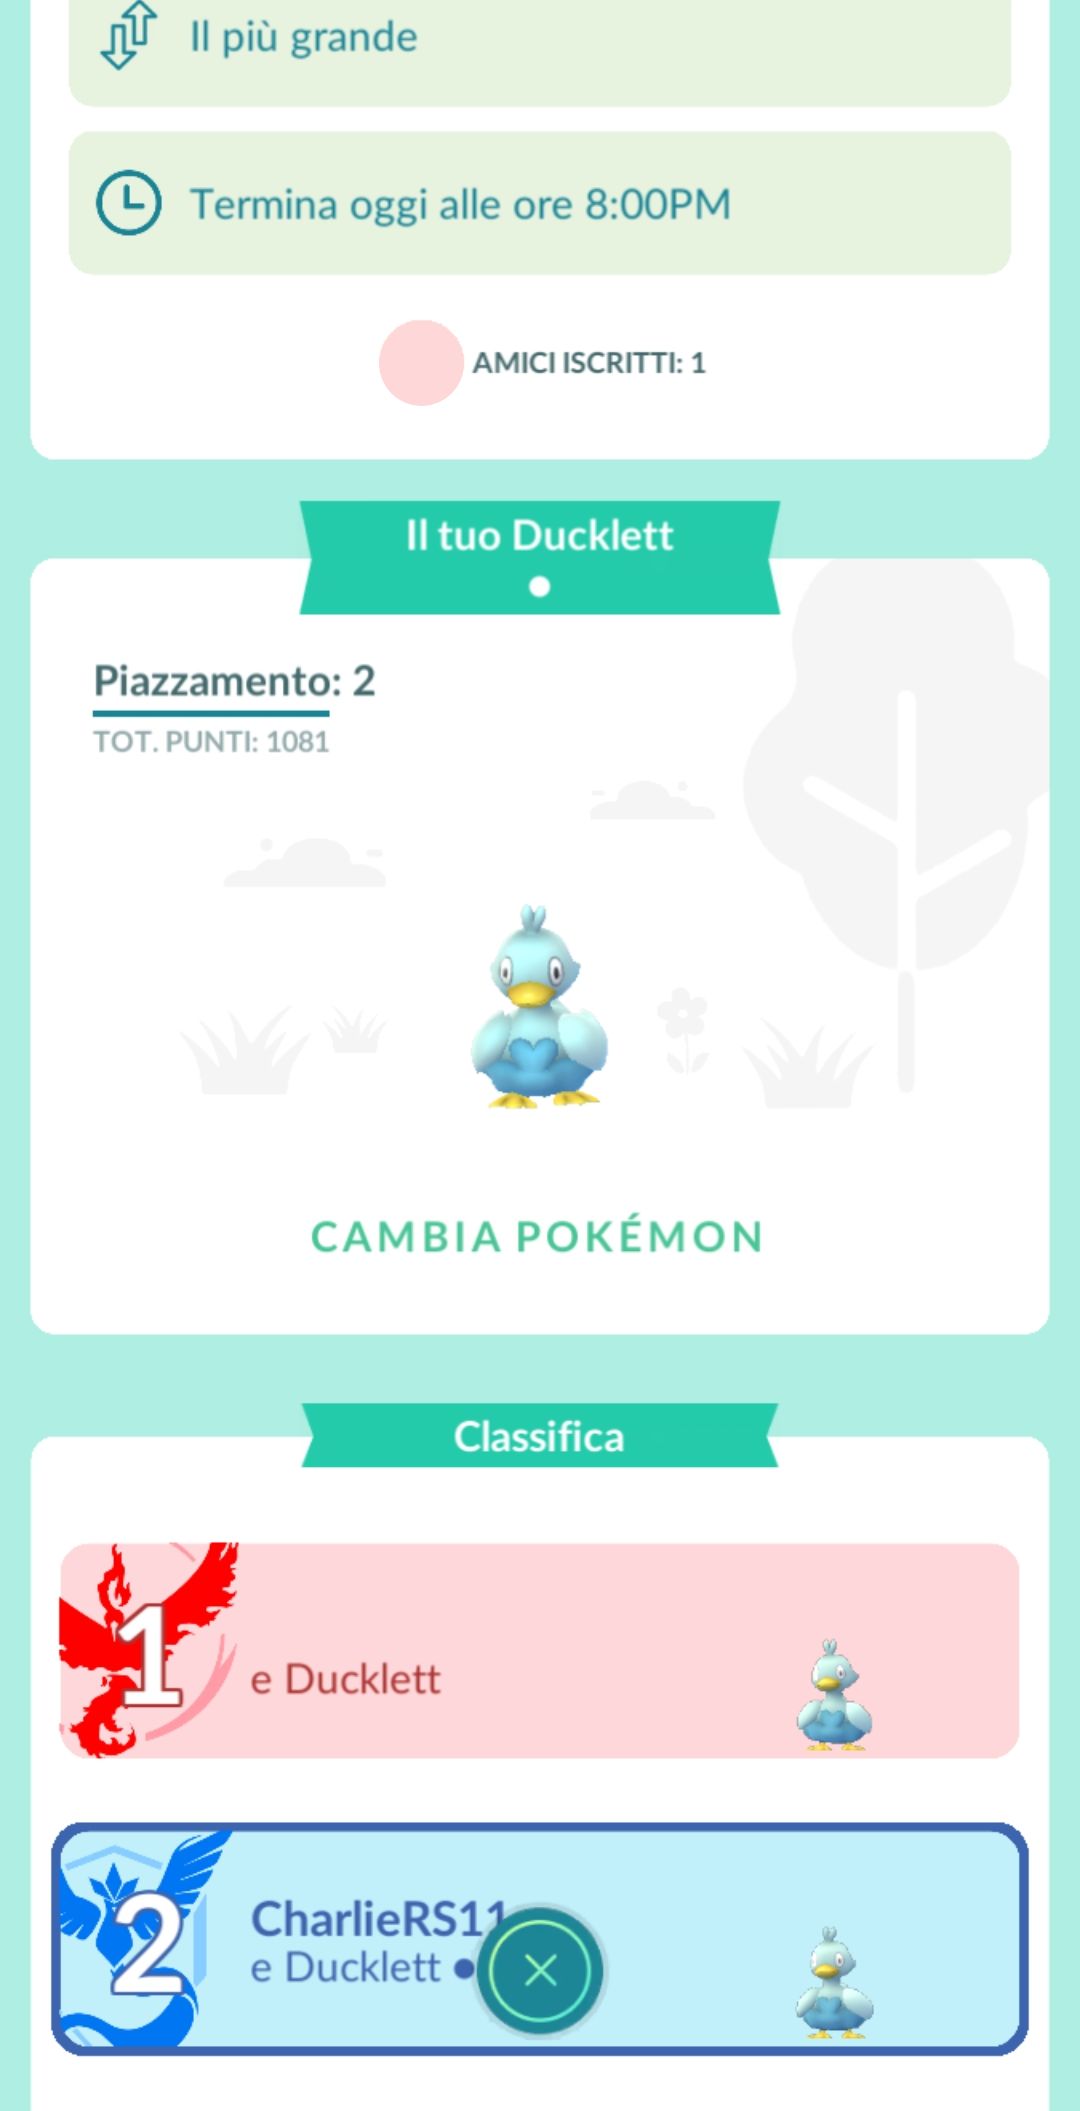 Il più grande
Termina oggi alle ore 8:00PM
AMICI ISCRITTI: 1
Il tuo Ducklett
Piazzamento: 2
TOT. PUNTI: 1081
CAMBIA POKÉMON
Classifica
1
e Ducklett
2
CharlieRS11
e Ducklett